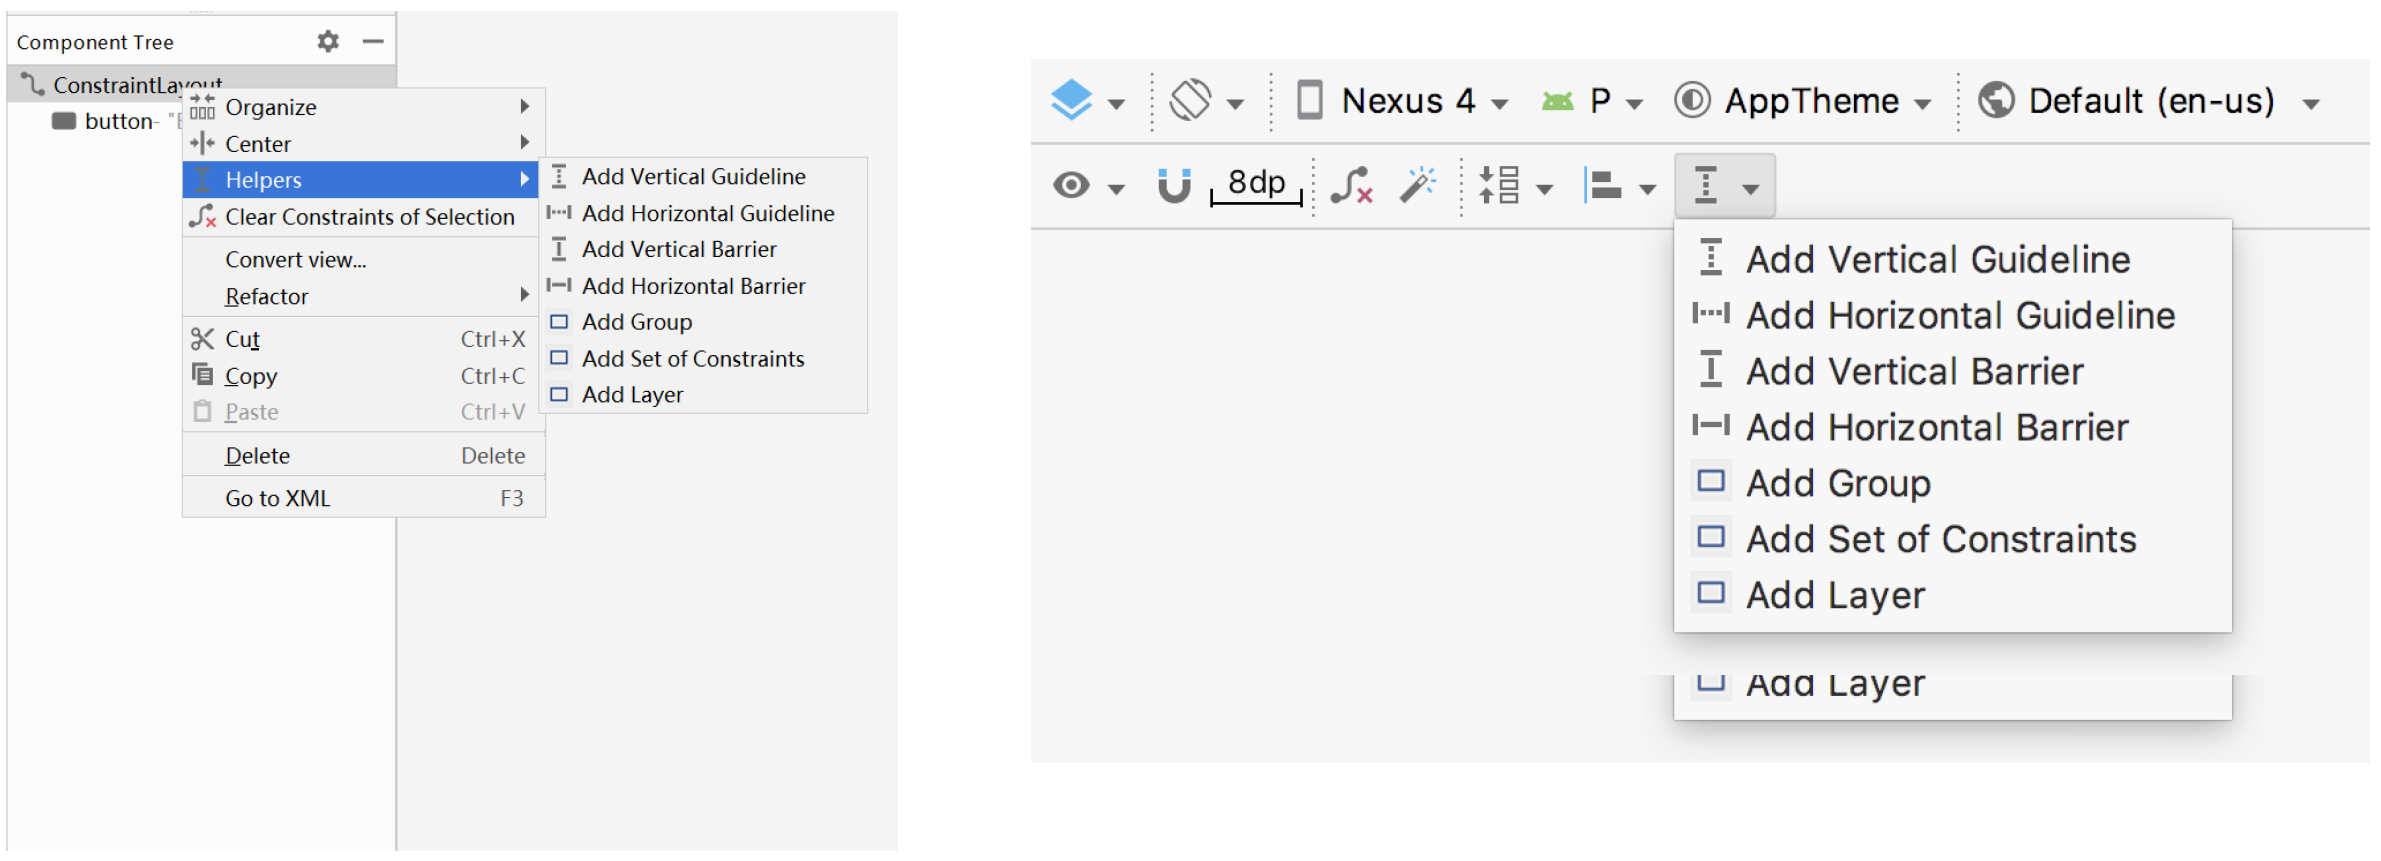 Component Tree
ConstraintLayout
button- "
Organize
Center
Helpers
Clear Constraints of Selection
Convert view...
Refactor
Cut Ctrl+X
Copy Ctrl+C
Paste Ctrl+V
Delete Delete
Go to XML F3
Add Vertical Guideline
Add Horizontal Guideline
Add Vertical Barrier
Add Horizontal Barrier
Add Group
Add Set of Constraints
Add Layer
Nexus 4 P AppTheme Default (en-us)
8dp
Add Vertical Guideline
Add Horizontal Guideline
Add Vertical Barrier
Add Horizontal Barrier
Add Group
Add Set of Constraints
Add Layer
Add Layer